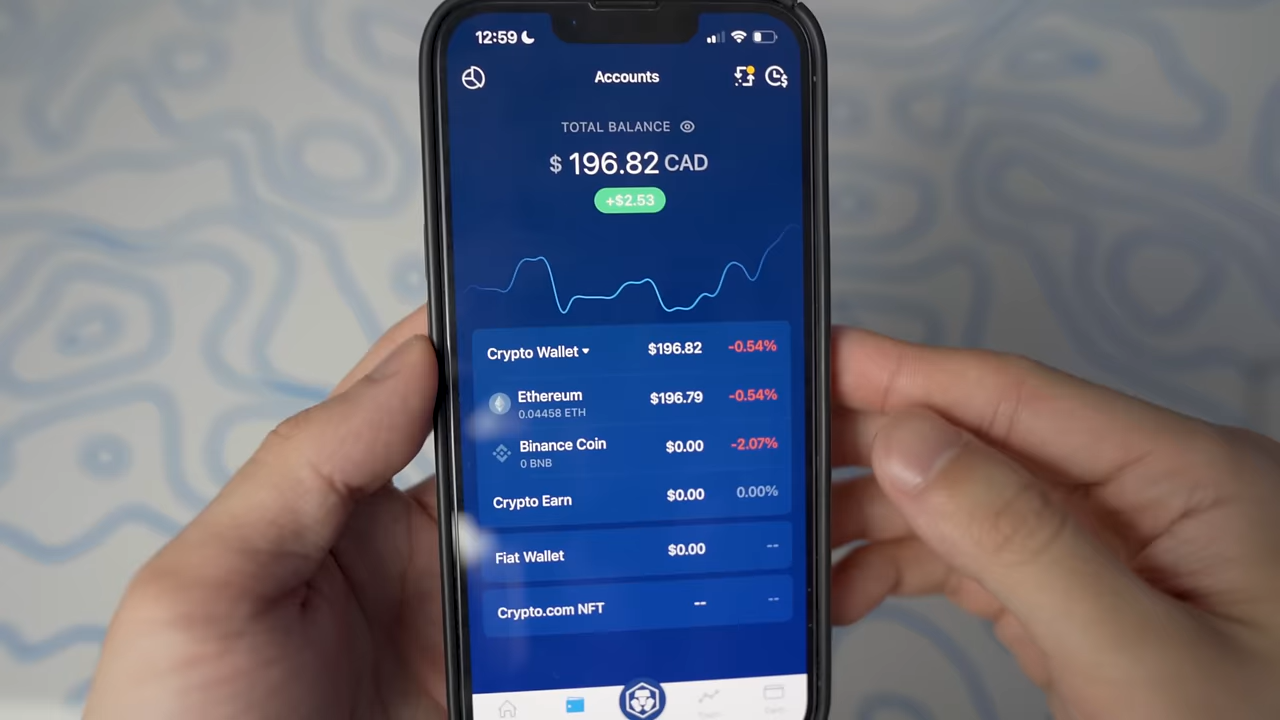 12:59
Accounts
TOTAL BALANCE
$ 196.82 CAD
+$2.53
Crypto Wallet $196.82 -0.54%
Ethereum $196.79 -0.54%
0.04458 ETH
Binance Coin $0.00 -2.07%
0 BNB
Crypto Earn $0.00 0.00%
Fiat Wallet $0.00 --
Crypto.com NFT -- --